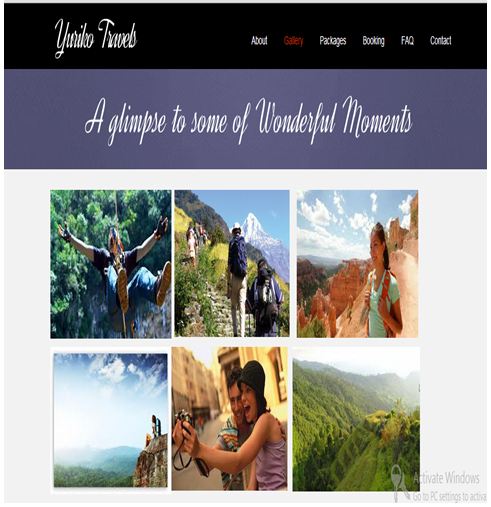 Yuriko Travels
About Gallery Packages Booking FAQ Contact
A glimpse to some of Wonderful Moments
Activate Windows
Go to PC settings to activa